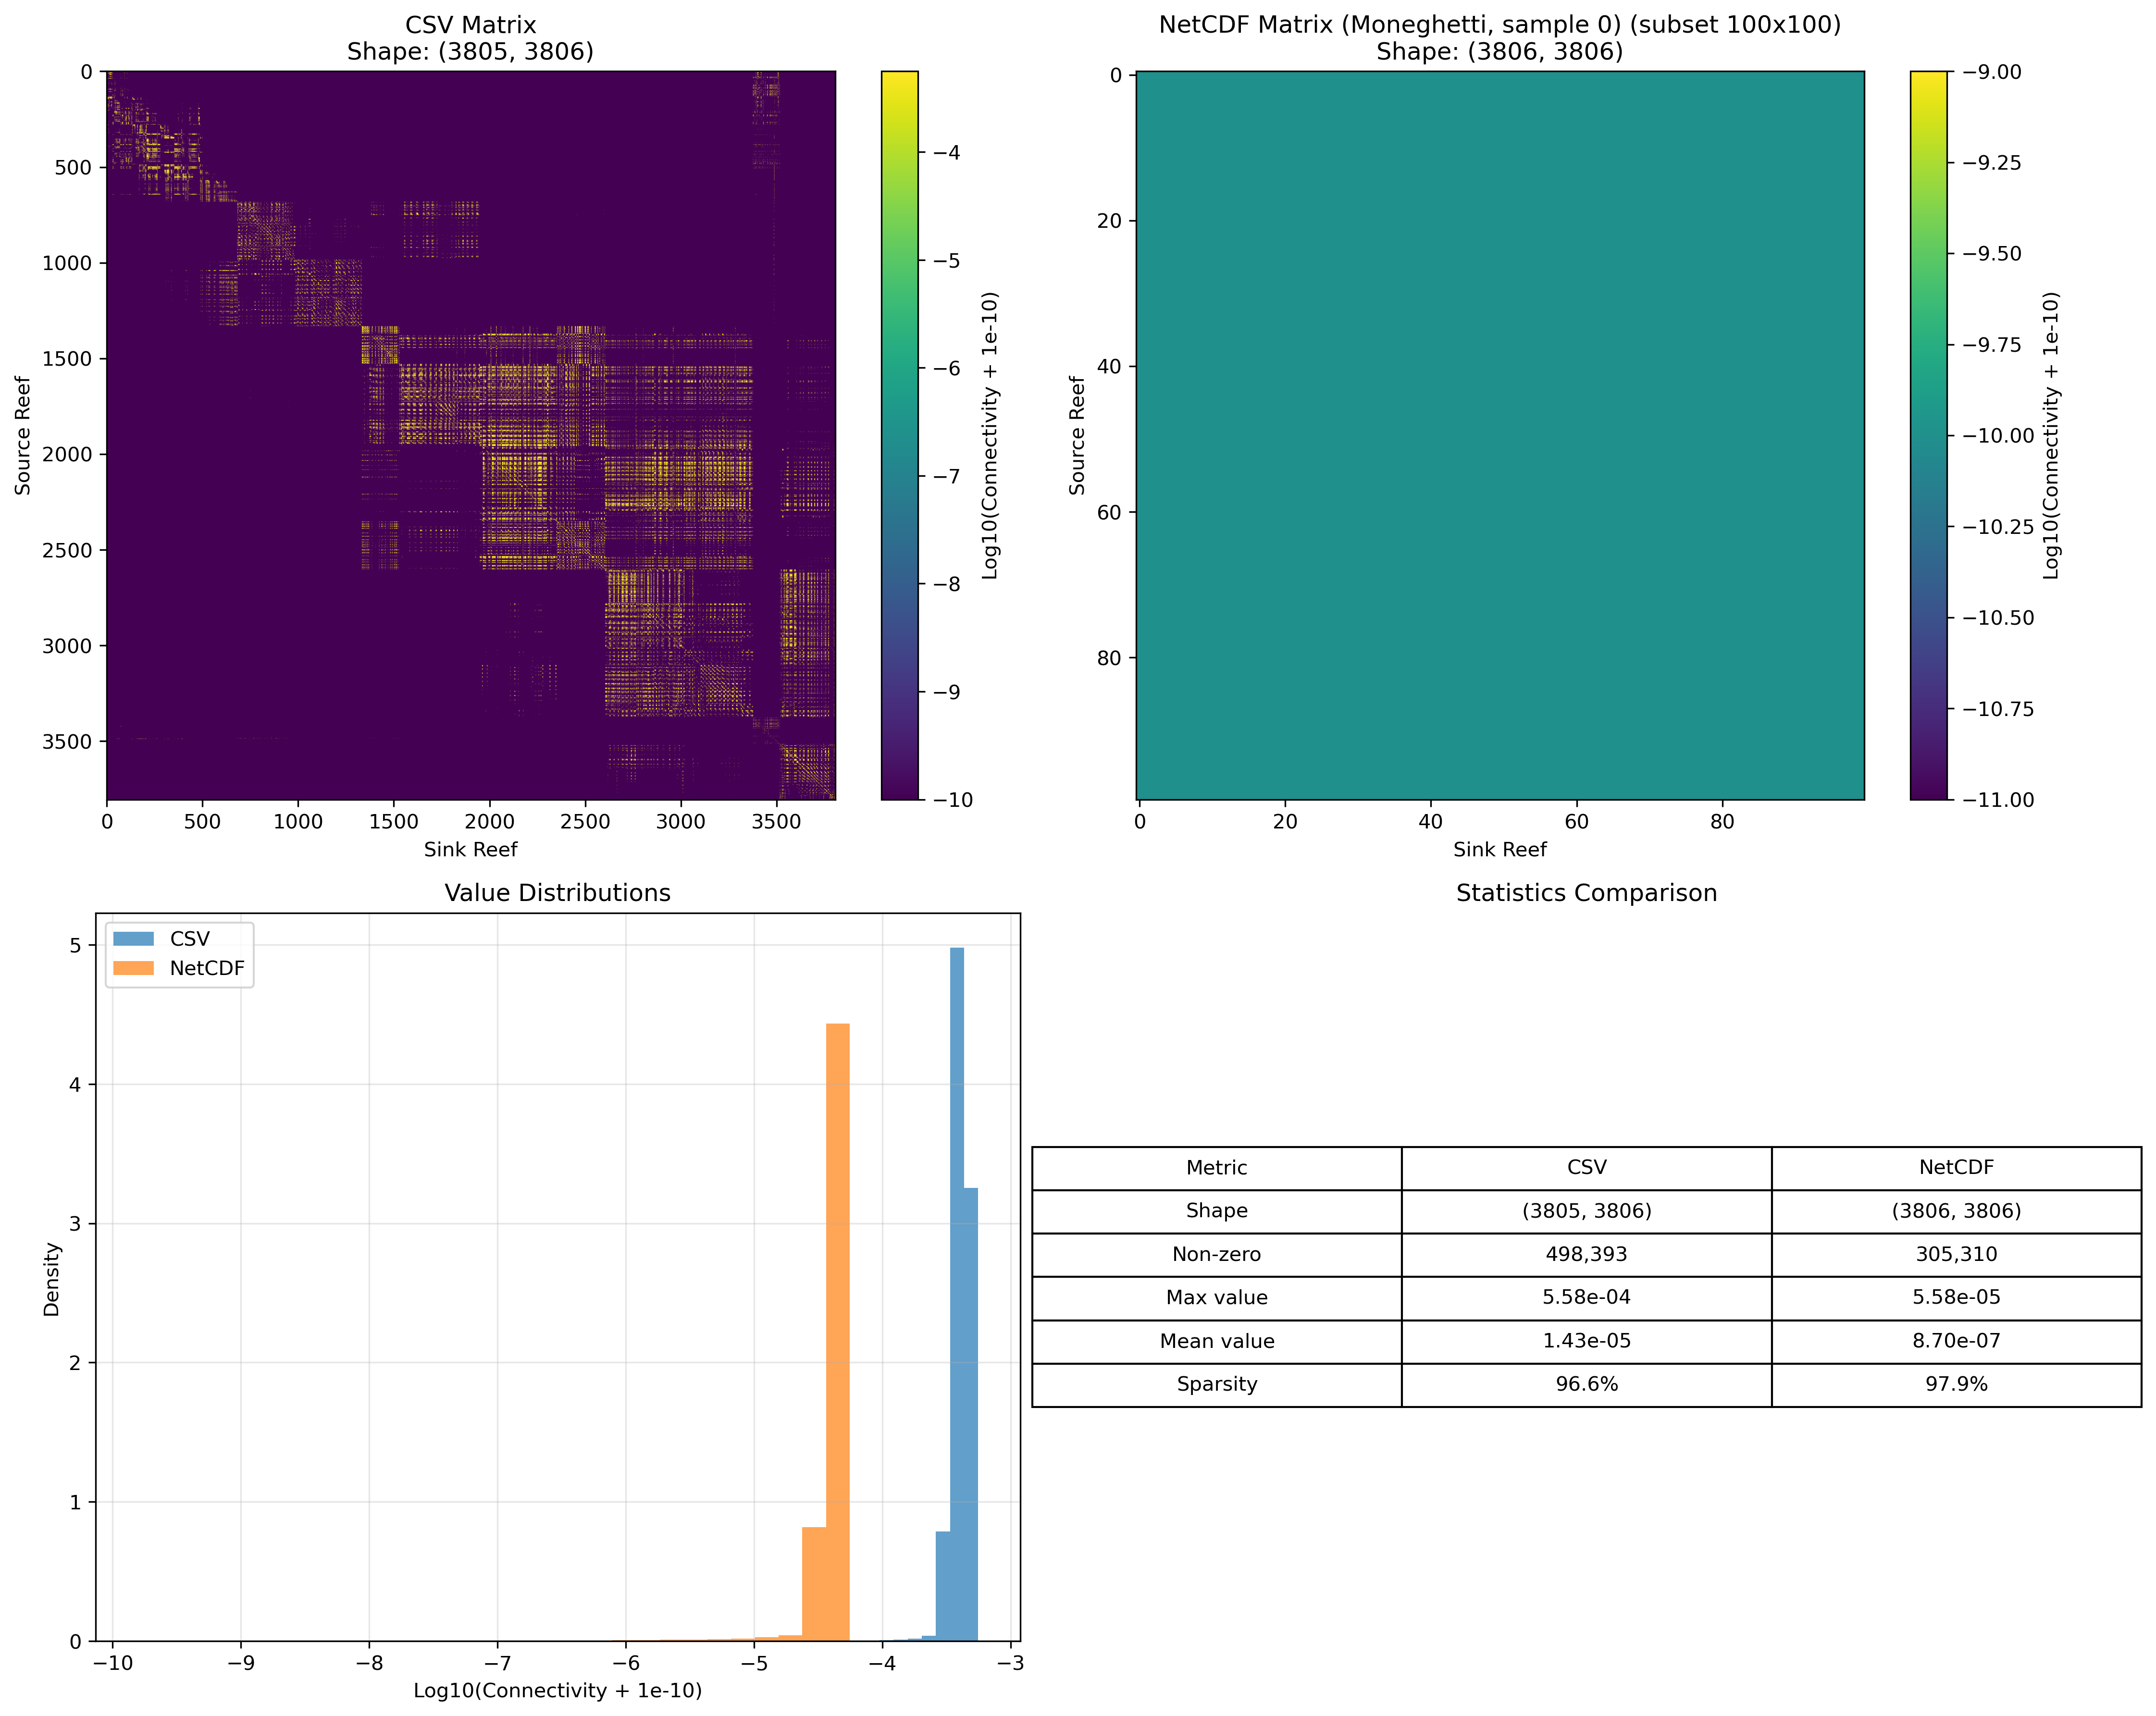 CSV Matrix
Shape: (3805, 3806)
0
500
1000
1500
2000
2500
3000
3500
Source Reef
0 500 1000 1500 2000 2500 3000 3500
Sink Reef
−4
−5
−6
−7
−8
−9
−10
Log10(Connectivity + 1e-10)
NetCDF Matrix (Moneghetti, sample 0) (subset 100x100)
Shape: (3806, 3806)
0
20
40
60
80
Source Reef
0 20 40 60 80
Sink Reef
−9.00
−9.25
−9.50
−9.75
−10.00
−10.25
−10.50
−10.75
−11.00
Log10(Connectivity + 1e-10)
Value Distributions
CSV
NetCDF
5
4
3
2
1
0
Density
−10 −9 −8 −7 −6 −5 −4 −3
Log10(Connectivity + 1e-10)
Statistics Comparison
Metric CSV NetCDF
Shape (3805, 3806) (3806, 3806)
Non-zero 498,393 305,310
Max value 5.58e-04 5.58e-05
Mean value 1.43e-05 8.70e-07
Sparsity 96.6% 97.9%